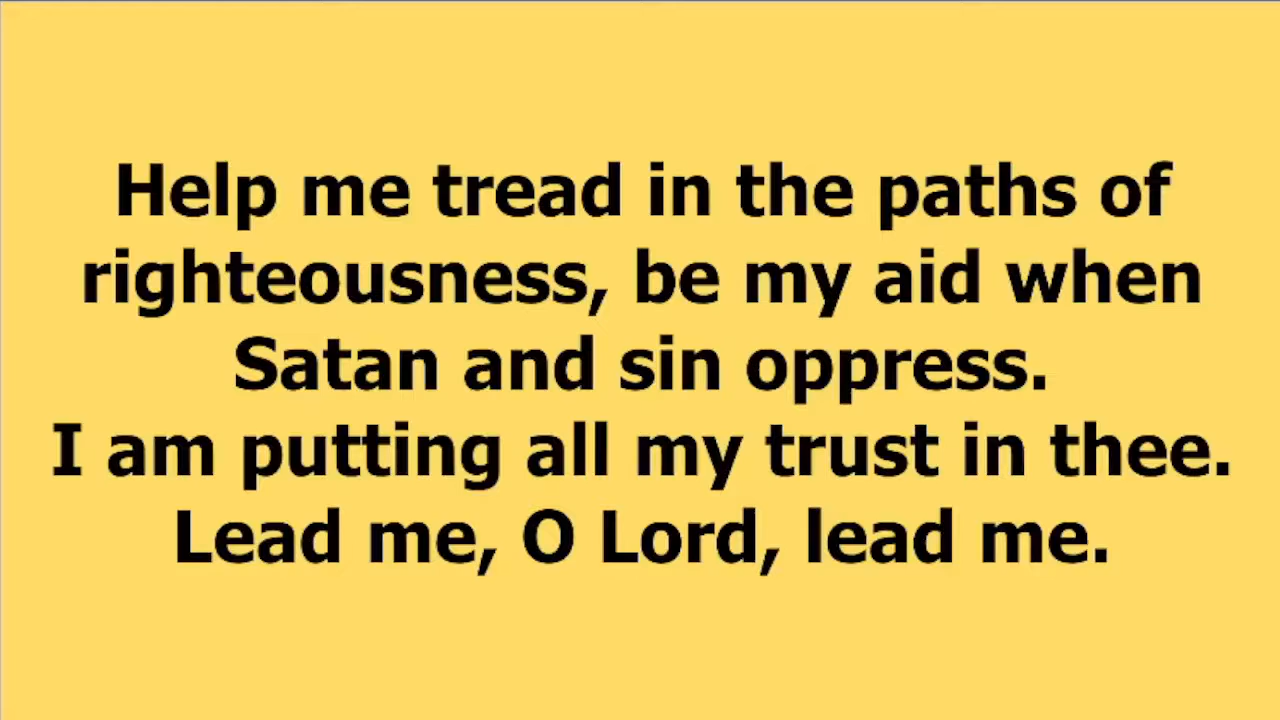 Help me tread in the paths of
righteousness, be my aid when
Satan and sin oppress.
I am putting all my trust in thee.
Lead me, O Lord, lead me.